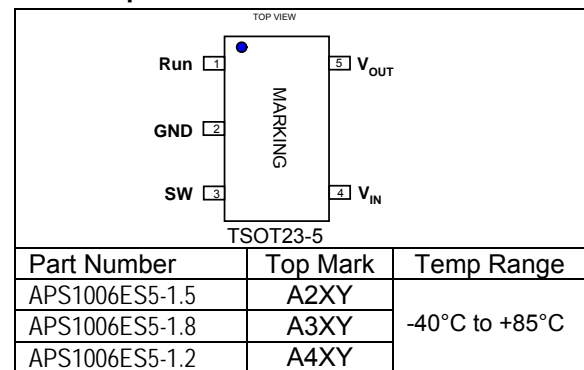 TOP VIEW
Run 1 5 VOUT
MARKING
GND 2
SW 3 4 VIN
TSOT23-5
Part Number Top Mark Temp Range
APS1006ES5-1.5 A2XY
APS1006ES5-1.8 A3XY -40°C to +85°C
APS1006ES5-1.2 A4XY